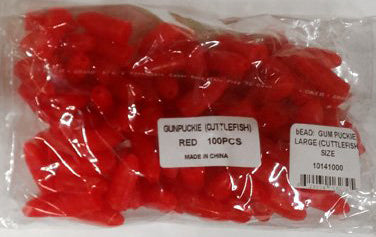 GUNPUCKIE (CUTTLEFISH)
RED 100PCS
MADE IN CHINA
bEAD: GUM PUCKIE
LARGE (CUTTLEFISH
SIZE
10141000